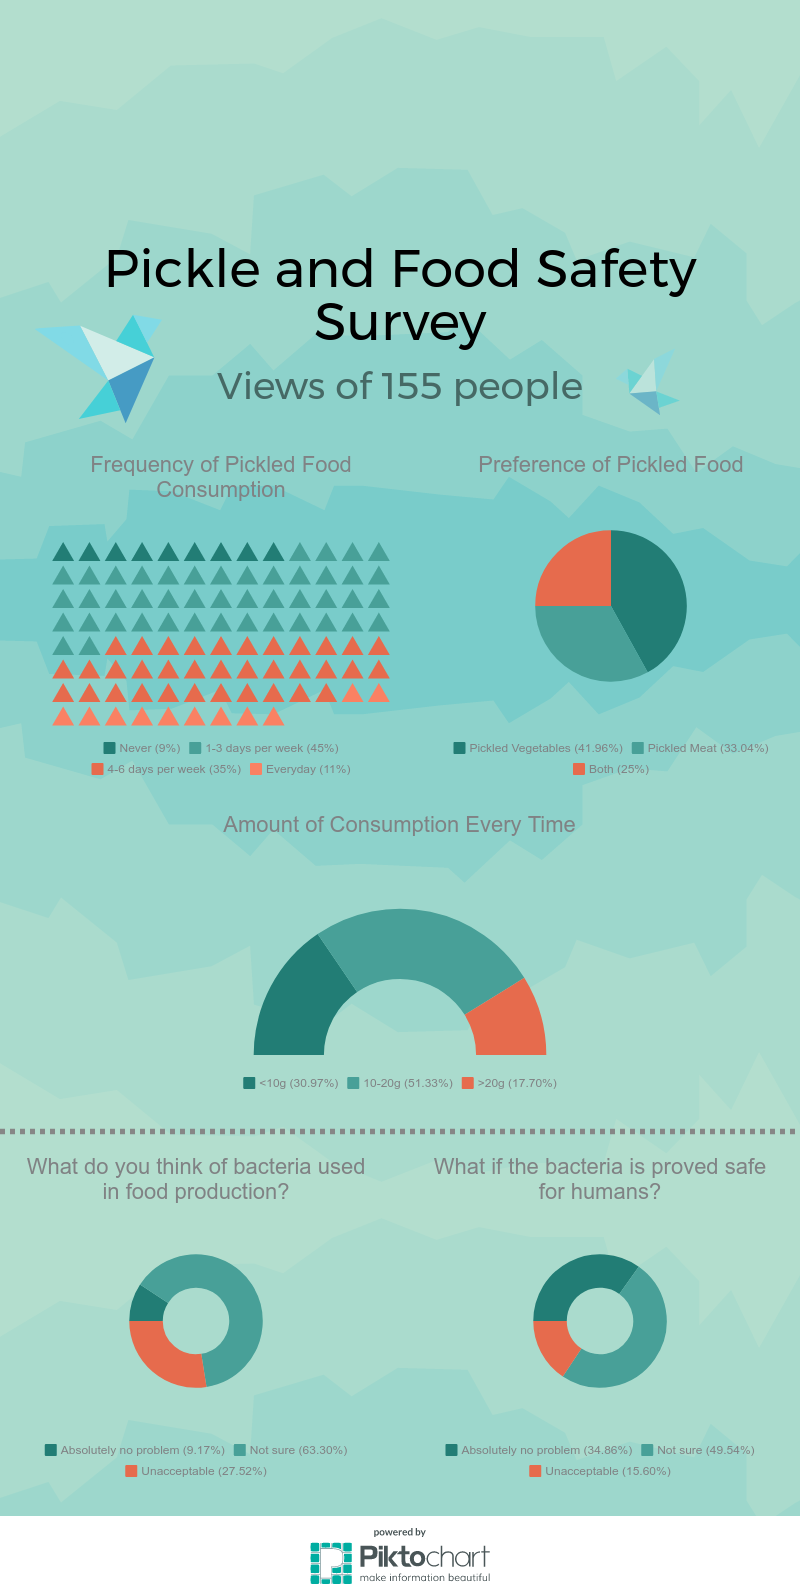 Pickle and Food Safety
Survey
Views of 155 people
Frequency of Pickled Food
Consumption
Preference of Pickled Food
Never (9%) 1-3 days per week (45%)
4-6 days per week (35%) Everyday (11%)
Pickled Vegetables (41.96%) Pickled Meat (33.04%)
Both (25%)
Amount of Consumption Every Time
<10g (30.97%) 10-20g (51.33%) >20g (17.70%)
What do you think of bacteria used
in food production?
What if the bacteria is proved safe
for humans?
Absolutely no problem (9.17%) Not sure (63.30%)
Unacceptable (27.52%)
Absolutely no problem (34.86%) Not sure (49.54%)
Unacceptable (15.60%)
powered by
Piktochart
make information beautiful